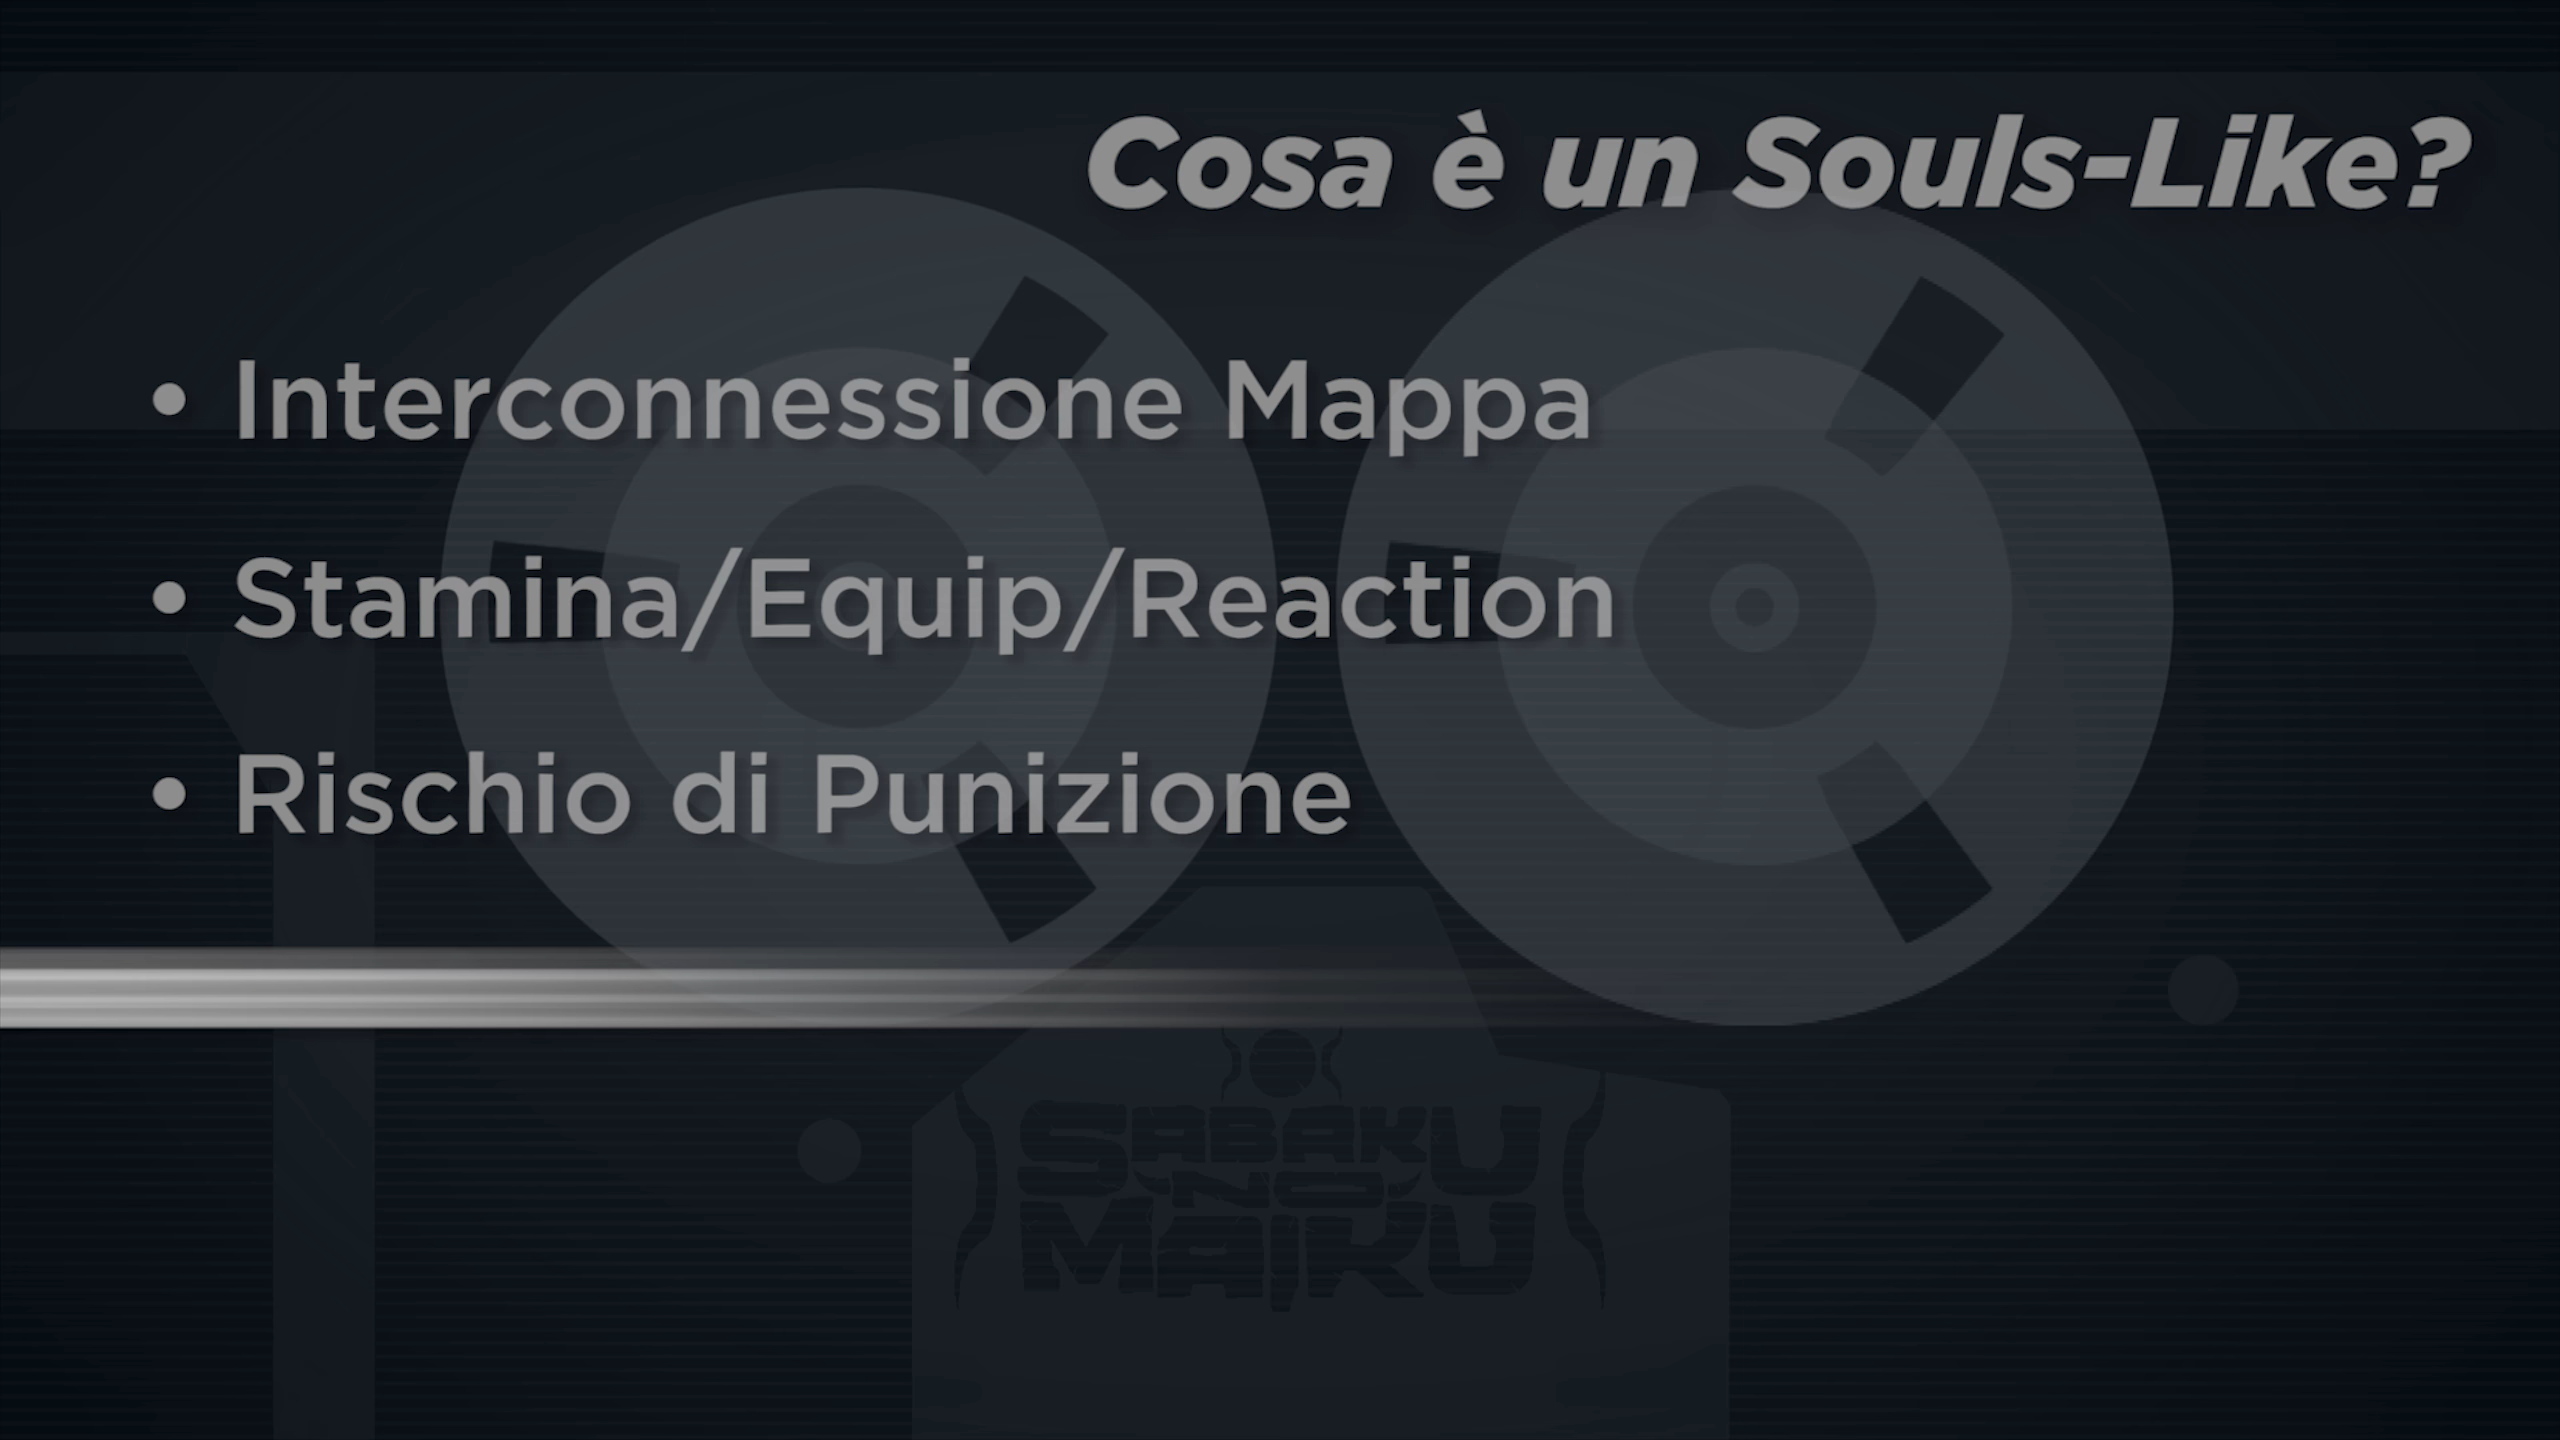 Cosa è un Souls-Like?
• Interconnessione Mappa
• Stamina/Equip/Reaction
• Rischio di Punizione
SABAKU
NO
MAIKU